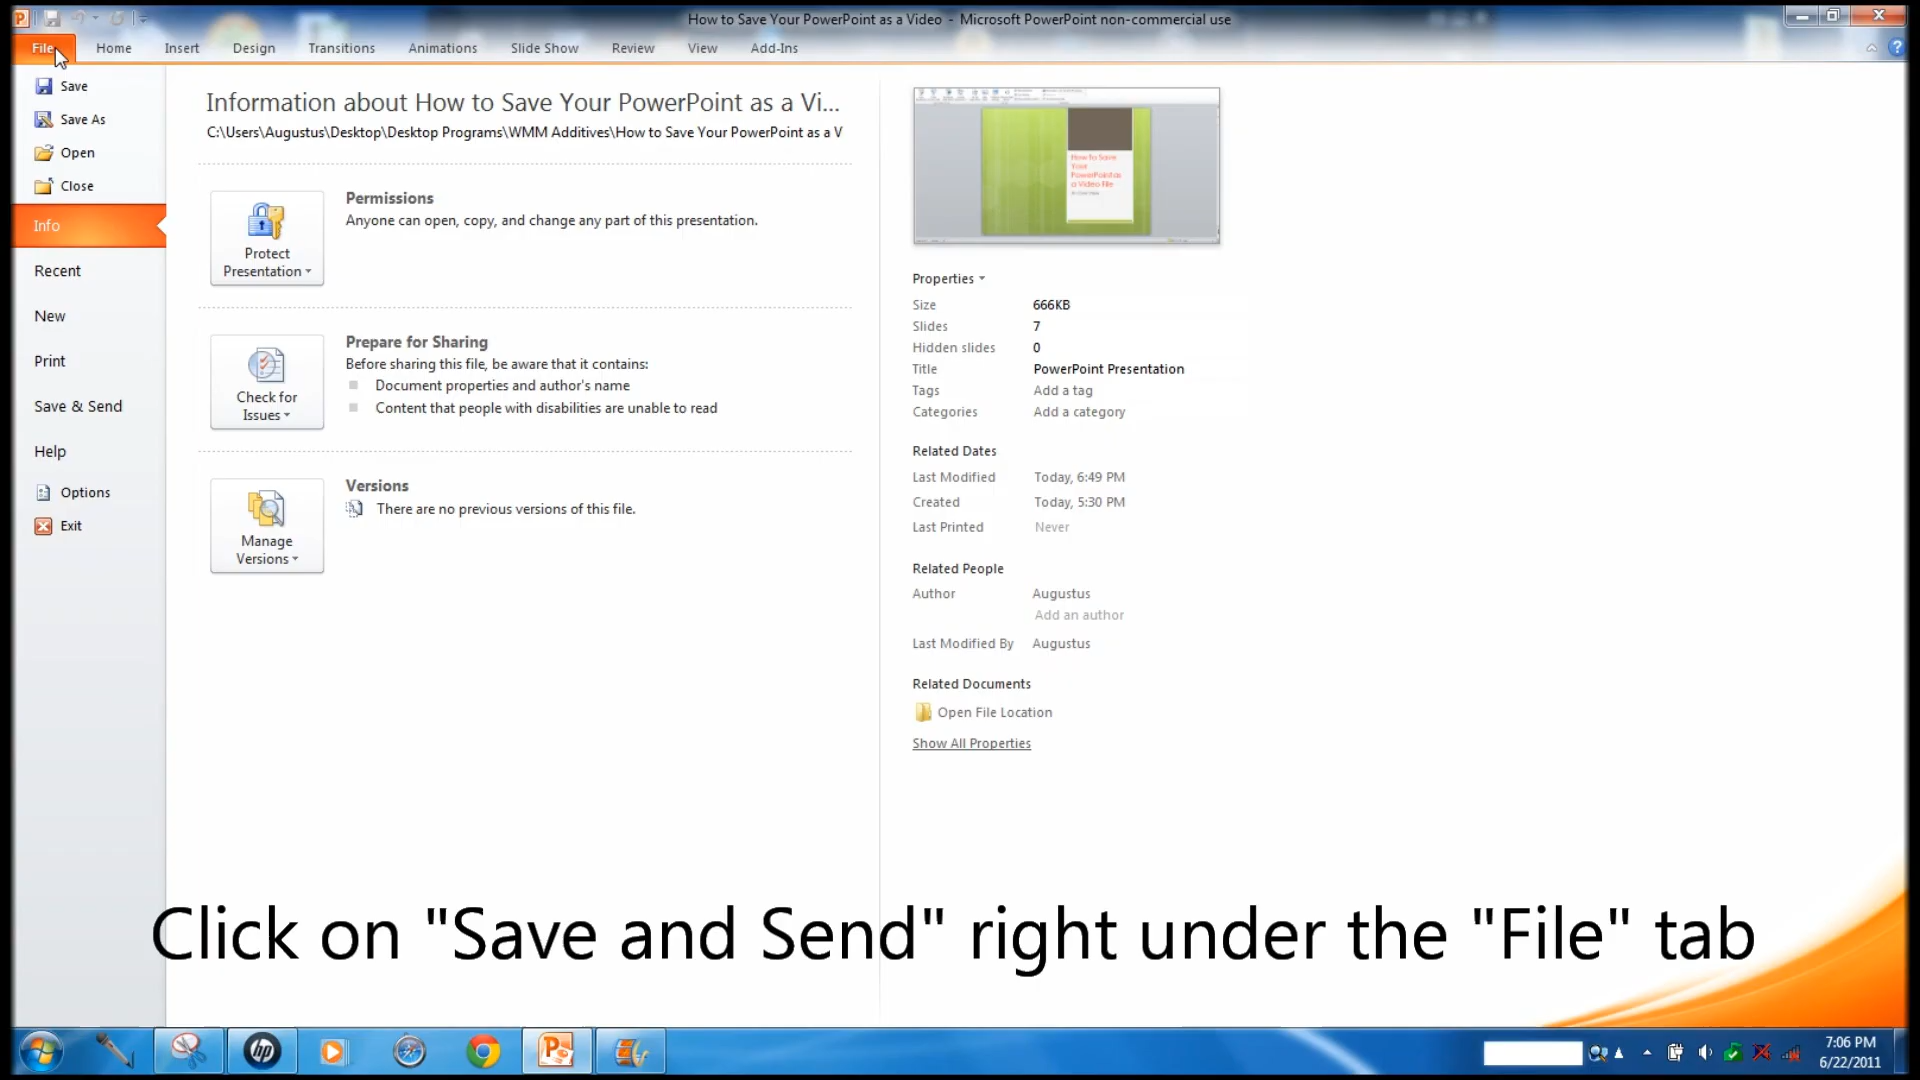 How to Save Your PowerPoint as a Video - Microsoft PowerPoint non-commercial use
File Home Insert Design Transitions Animations Slide Show Review View Add-Ins
Save
Save As
Open
Close
Info
Recent
New
Print
Save & Send
Help
Options
Exit
Information about How to Save Your PowerPoint as a Vi...
C:\Users\Augustus\Desktop\Desktop Programs\WMM Additives\How to Save Your PowerPoint as a V
Protect
Presentation
Permissions
Anyone can open, copy, and change any part of this presentation.
Check for
Issues
Prepare for Sharing
Before sharing this file, be aware that it contains:
Document properties and author's name
Content that people with disabilities are unable to read
Manage
Versions
Versions
There are no previous versions of this file.
How to Save
Your
PowerPoint as
a Video File
Properties
Size 666KB
Slides 7
Hidden slides 0
Title PowerPoint Presentation
Tags Add a tag
Categories Add a category
Related Dates
Last Modified Today, 6:49 PM
Created Today, 5:30 PM
Last Printed Never
Related People
Author Augustus
Add an author
Last Modified By Augustus
Related Documents
Open File Location
Show All Properties
Click on "Save and Send" right under the "File" tab
hp
7:06 PM
6/22/2011